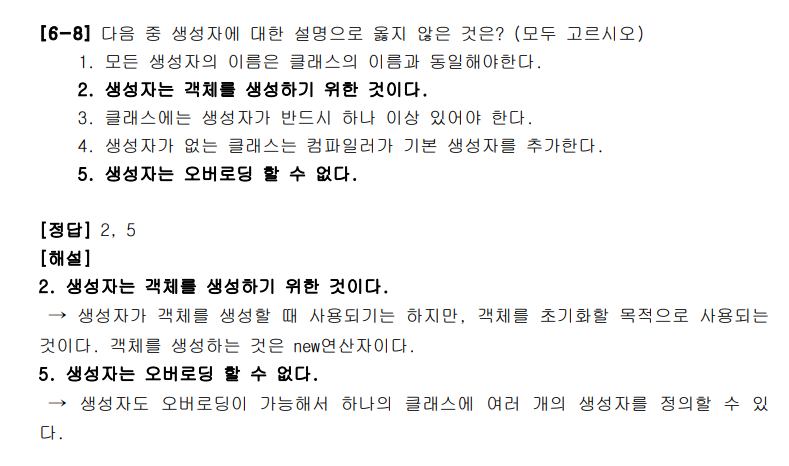 [6-8] 다음 중 생성자에 대한 설명으로 옳지 않은 것은? (모두 고르시오)
1. 모든 생성자의 이름은 클래스의 이름과 동일해야한다.
2. 생성자는 객체를 생성하기 위한 것이다.
3. 클래스에는 생성자가 반드시 하나 이상 있어야 한다.
4. 생성자가 없는 클래스는 컴파일러가 기본 생성자를 추가한다.
5. 생성자는 오버로딩 할 수 없다.
[정답] 2, 5
[해설]
2. 생성자는 객체를 생성하기 위한 것이다.
→ 생성자가 객체를 생성할 때 사용되기는 하지만, 객체를 초기화할 목적으로 사용되는
것이다. 객체를 생성하는 것은 new연산자이다.
5. 생성자는 오버로딩 할 수 없다.
→ 생성자도 오버로딩이 가능해서 하나의 클래스에 여러 개의 생성자를 정의할 수 있
다.